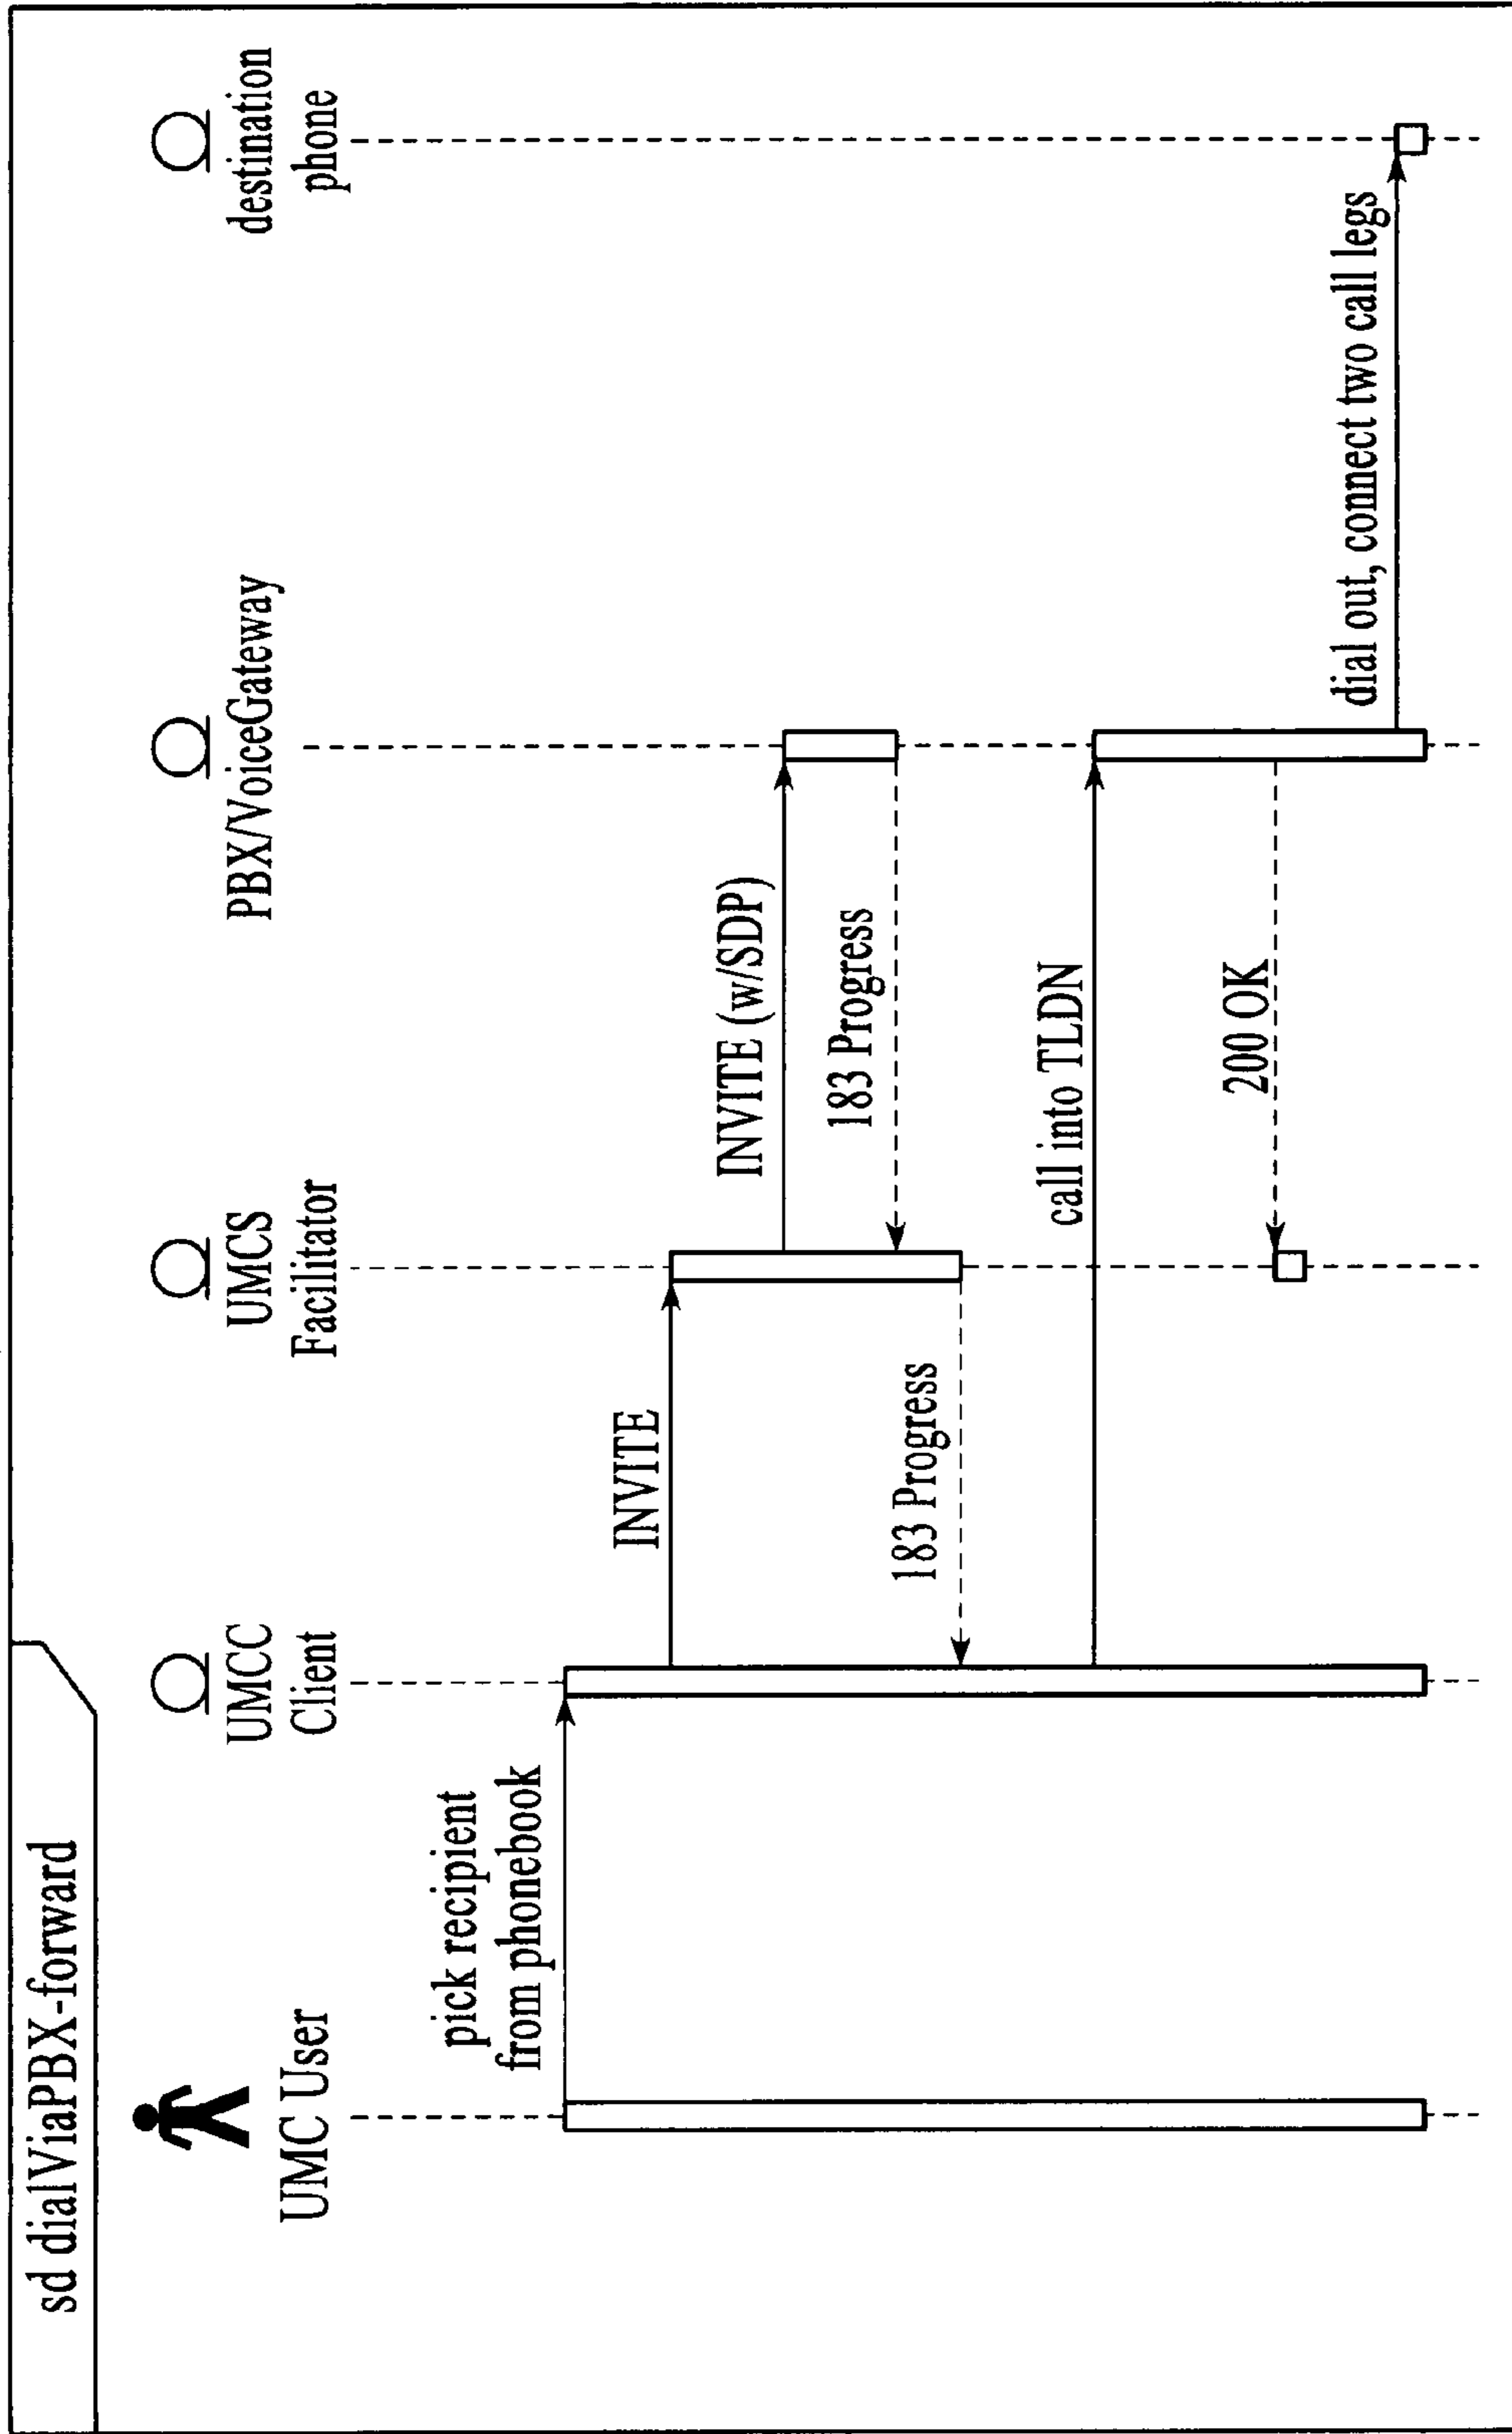 sd dialViaPBX-forward
UMC User
UMCC
Client
UMCS
Facilitator
PBX/VoiceGateway
destination
phone
pick recipient
from phonebook
INVITE
INVITE (w/SDP)
183 Progress
183 Progress
call into TLDN
200 OK
dial out, connect two call legs